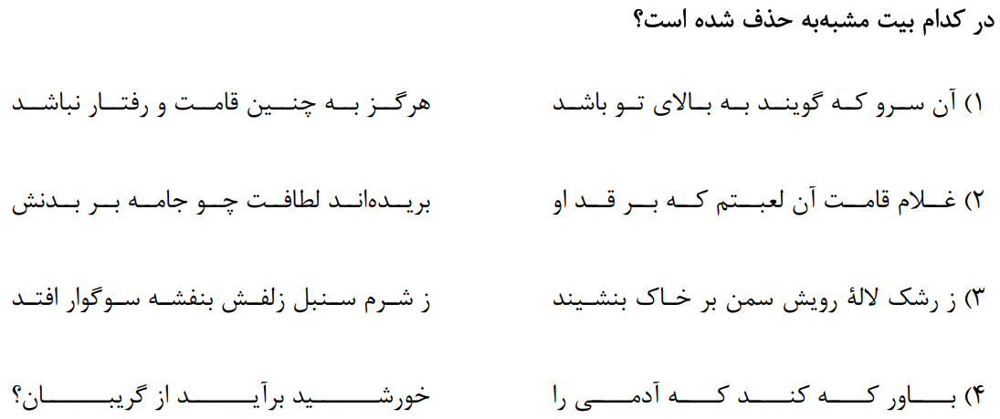 در کدام بیت مشبه‌به حذف شده است؟
۱) آن سرو که گویند به بالای تو باشد هرگز به چنین قامت و رفتار نباشد
۲) غلام قامت آن لعبتم که بر قد او بریده‌اند لطافت چو جامه بر بدنش
۳) ز رشک لالهٔ رویش سمن بر خاک بنشیند ز شرم سنبل زلفش بنفشه سوگوار افتد
۴) باور که کند که آدمی را خورشید برآید از گریبان؟